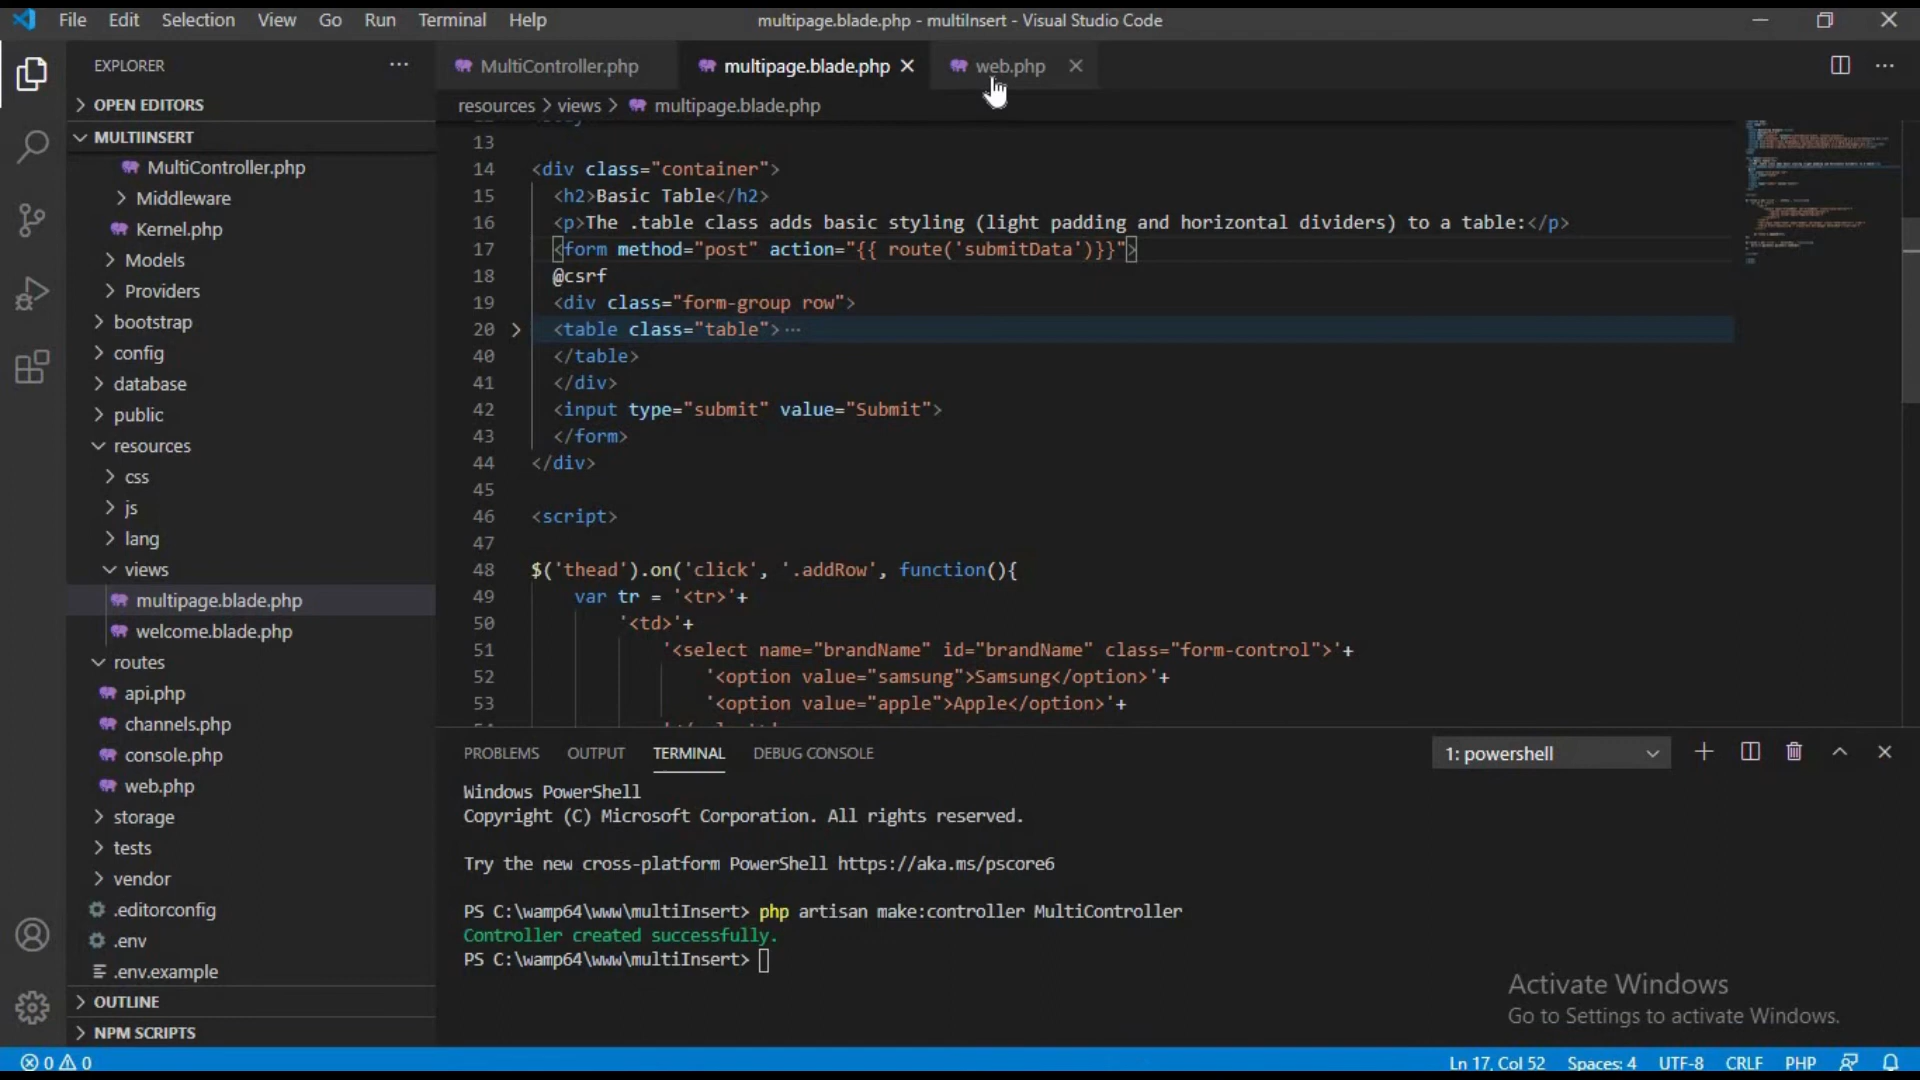 File Edit Selection View Go Run Terminal Help
multipage.blade.php - multiInsert - Visual Studio Code
EXPLORER
OPEN EDITORS
MULTIINSERT
MultiController.php
Middleware
Kernel.php
Models
Providers
bootstrap
config
database
public
resources
css
js
lang
views
multipage.blade.php
welcome.blade.php
routes
api.php
channels.php
console.php
web.php
storage
tests
vendor
.editorconfig
.env
.env.example
OUTLINE
NPM SCRIPTS
MultiController.php multipage.blade.php web.php
resources > views > multipage.blade.php
13
14 <div class="container">
15 <h2>Basic Table</h2>
16 <p>The .table class adds basic styling (light padding and horizontal dividers) to a table:</p>
17 <form method="post" action="{{ route('submitData')}}">
18 @csrf
19 <div class="form-group row">
20 <table class="table"> ...
40 </table>
41 </div>
42 <input type="submit" value="Submit">
43 </form>
44 </div>
45
46 <script>
47
48 $('thead').on('click', '.addRow', function(){
49 var tr = '<tr>'+
50 '<td>'+
51 '<select name="brandName" id="brandName" class="form-control">'+
52 '<option value="samsung">Samsung</option>'+
53 '<option value="apple">Apple</option>'+
PROBLEMS OUTPUT TERMINAL DEBUG CONSOLE
1: powershell
Windows PowerShell
Copyright (C) Microsoft Corporation. All rights reserved.
Try the new cross-platform PowerShell https://aka.ms/pscore6
PS C:\wamp64\www\multiInsert> php artisan make:controller MultiController
Controller created successfully.
PS C:\wamp64\www\multiInsert>
Activate Windows
Go to Settings to activate Windows.
0 0
Ln 17, Col 52 Spaces: 4 UTF-8 CRLF PHP